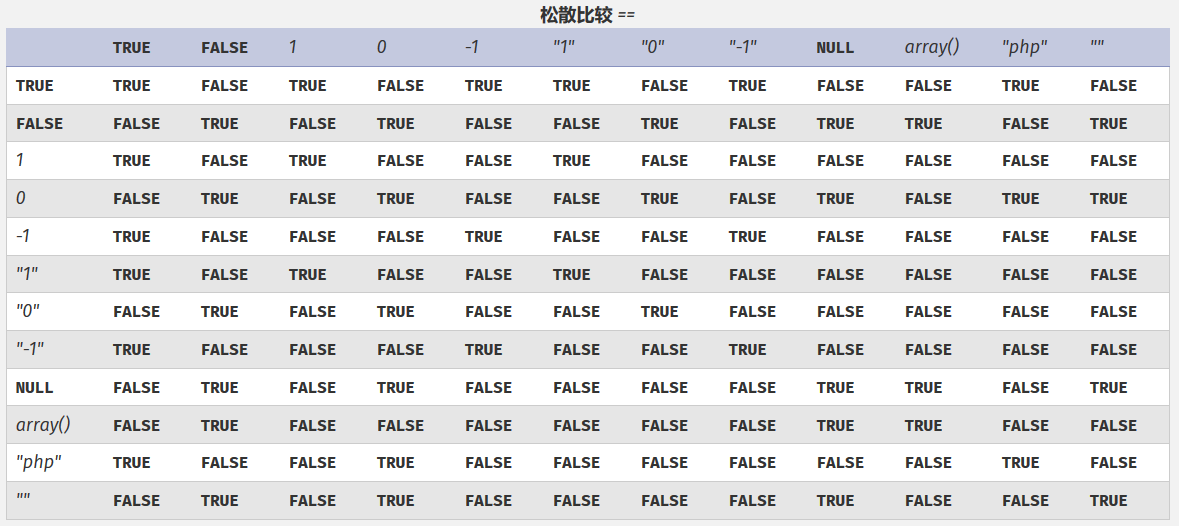 松散比较 ==
TRUE FALSE 1 0 -1 "1" "0" "-1" NULL array() "php" ""
TRUE TRUE FALSE TRUE FALSE TRUE TRUE FALSE TRUE FALSE FALSE TRUE FALSE
FALSE FALSE TRUE FALSE TRUE FALSE FALSE TRUE FALSE TRUE TRUE FALSE TRUE
1 TRUE FALSE TRUE FALSE FALSE TRUE FALSE FALSE FALSE FALSE FALSE FALSE
0 FALSE TRUE FALSE TRUE FALSE FALSE TRUE FALSE TRUE FALSE TRUE TRUE
-1 TRUE FALSE FALSE FALSE TRUE FALSE FALSE TRUE FALSE FALSE FALSE FALSE
"1" TRUE FALSE TRUE FALSE FALSE TRUE FALSE FALSE FALSE FALSE FALSE FALSE
"0" FALSE TRUE FALSE TRUE FALSE FALSE TRUE FALSE FALSE FALSE FALSE FALSE
"-1" TRUE FALSE FALSE FALSE TRUE FALSE FALSE TRUE FALSE FALSE FALSE FALSE
NULL FALSE TRUE FALSE TRUE FALSE FALSE FALSE FALSE TRUE TRUE FALSE TRUE
array() FALSE TRUE FALSE FALSE FALSE FALSE FALSE FALSE TRUE TRUE FALSE FALSE
"php" TRUE FALSE FALSE TRUE FALSE FALSE FALSE FALSE FALSE FALSE TRUE FALSE
"" FALSE TRUE FALSE TRUE FALSE FALSE FALSE FALSE TRUE FALSE FALSE TRUE